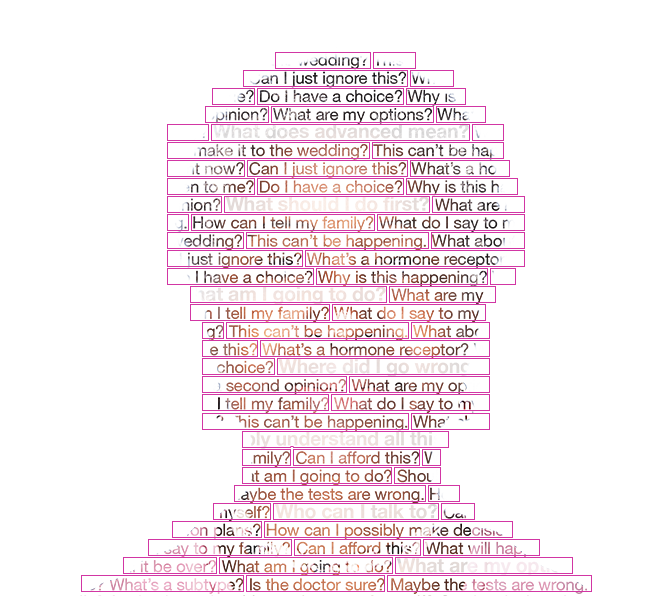 wedding?
Can I just ignore this?
Do I have a choice? Why is
opinion? What are my options? What
What does advanced mean?
make it to the wedding? This can't be hap
it now? Can I just ignore this? What's a ho
en to me? Do I have a choice? Why is this h
nion? What should I do first? What are
g. How can I tell my family? What do I say to m
wedding? This can't be happening. What abou
just ignore this? What's a hormone recepto
I have a choice? Why is this happening?
hat am I going to do? What are my
n I tell my family? What do I say to my
g? This can't be happening. What abo
e this? What's a hormone receptor?
choice? Where did I go wrong
second opinion? What are my op
I tell my family? What do I say to m
? This can't be happening. What
bly understand all thi
mily? Can I afford this? W
at am I going to do? Shou
aybe the tests are wrong. H
myself? Who can I talk to? Ca
on plans? How can I possibly make decisio
say to my family? Can I afford this? What will hap
it be over? What am I going to do? What are my opt
? What's a subtype? Is the doctor sure? Maybe the tests are wrong.